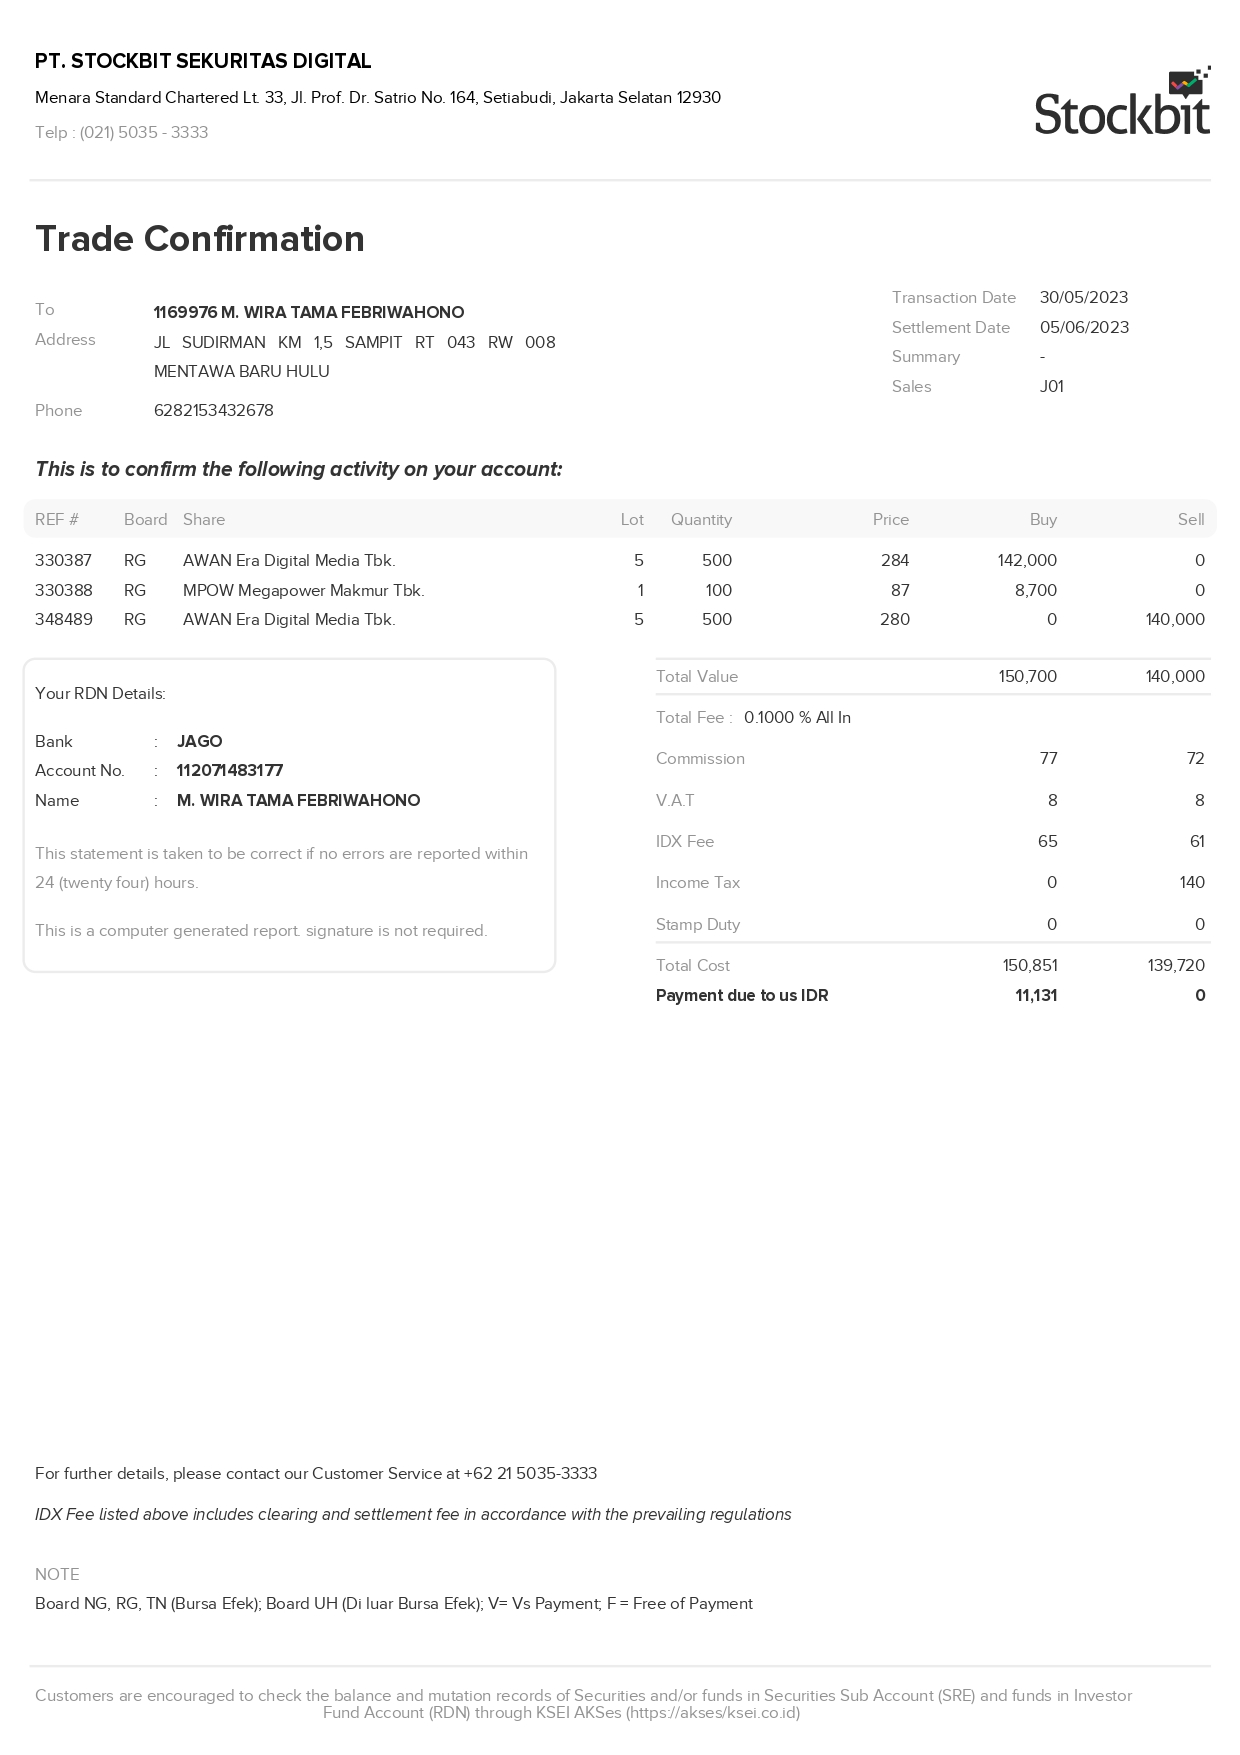 PT. STOCKBIT SEKURITAS DIGITAL
Menara Standard Chartered Lt. 33, Jl. Prof. Dr. Satrio No. 164, Setiabudi, Jakarta Selatan 12930
Telp : (021) 5035 - 3333
Stockbit
Trade Confirmation
To 1169976 M. WIRA TAMA FEBRIWAHONO
Address JL SUDIRMAN KM 1,5 SAMPIT RT 043 RW 008
MENTAWA BARU HULU
Phone 6282153432678
Transaction Date 30/05/2023
Settlement Date 05/06/2023
Summary -
Sales J01
This is to confirm the following activity on your account:
REF # Board Share Lot Quantity Price Buy Sell
330387 RG AWAN Era Digital Media Tbk. 5 500 284 142,000 0
330388 RG MPOW Megapower Makmur Tbk. 1 100 87 8,700 0
348489 RG AWAN Era Digital Media Tbk. 5 500 280 0 140,000
Your RDN Details:
Bank : JAGO
Account No. : 112071483177
Name : M. WIRA TAMA FEBRIWAHONO
This statement is taken to be correct if no errors are reported within
24 (twenty four) hours.
This is a computer generated report. signature is not required.
Total Value 150,700 140,000
Total Fee : 0.1000 % All In
Commission 77 72
V.A.T 8 8
IDX Fee 65 61
Income Tax 0 140
Stamp Duty 0 0
Total Cost 150,851 139,720
Payment due to us IDR 11,131 0
For further details, please contact our Customer Service at +62 21 5035-3333
IDX Fee listed above includes clearing and settlement fee in accordance with the prevailing regulations
NOTE
Board NG, RG, TN (Bursa Efek); Board UH (Di luar Bursa Efek); V= Vs Payment; F = Free of Payment
Customers are encouraged to check the balance and mutation records of Securities and/or funds in Securities Sub Account (SRE) and funds in Investor
Fund Account (RDN) through KSEI AKSes (https://akses/ksei.co.id)